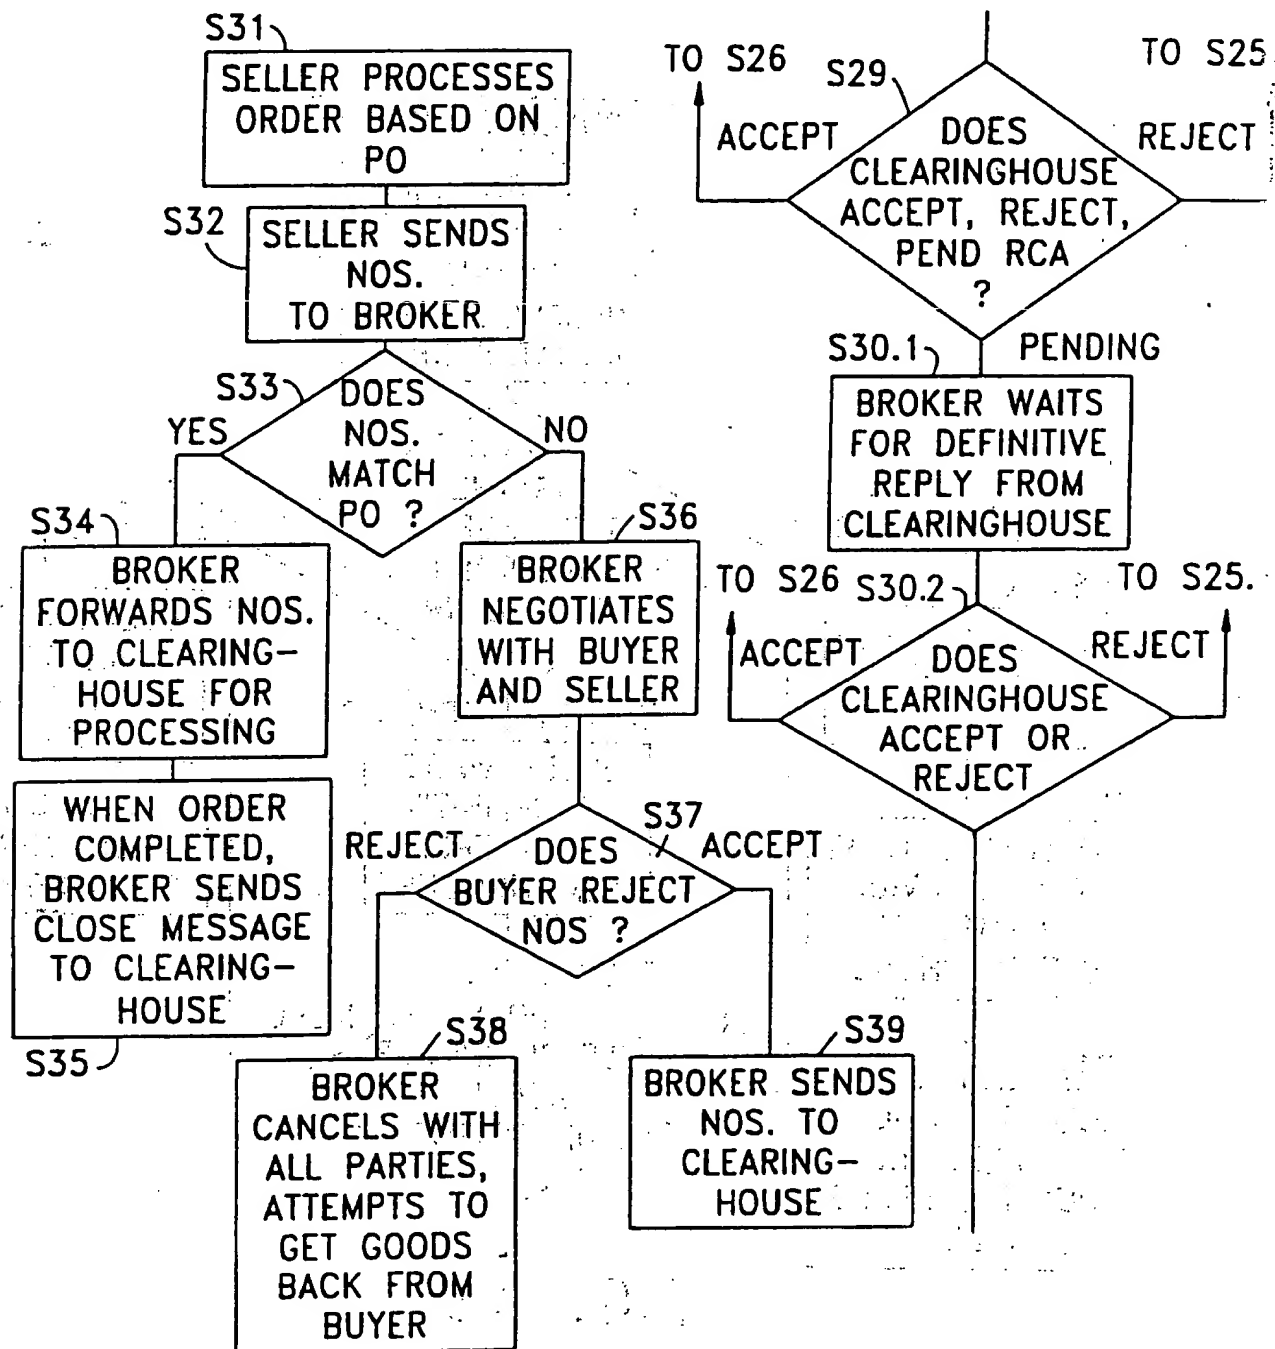 S31
SELLER PROCESSES
ORDER BASED ON
PO
S32
SELLER SENDS
NOS.
TO BROKER
S33
DOES
NOS.
MATCH
PO ?
YES
NO
S34
BROKER
FORWARDS NOS.
TO CLEARING-
HOUSE FOR
PROCESSING
WHEN ORDER
COMPLETED,
BROKER SENDS
CLOSE MESSAGE
TO CLEARING-
HOUSE
S35
S36
BROKER
NEGOTIATES
WITH BUYER
AND SELLER
S37
REJECT
ACCEPT
DOES
BUYER REJECT
NOS ?
S38
BROKER
CANCELS WITH
ALL PARTIES,
ATTEMPTS TO
GET GOODS
BACK FROM
BUYER
S39
BROKER SENDS
NOS. TO
CLEARING-
HOUSE
TO S26
S29
TO S25
ACCEPT
REJECT
DOES
CLEARINGHOUSE
ACCEPT, REJECT,
PEND RCA
?
S30.1
PENDING
BROKER WAITS
FOR DEFINITIVE
REPLY FROM
CLEARINGHOUSE
TO S26
S30.2
TO S25.
ACCEPT
REJECT
DOES
CLEARINGHOUSE
ACCEPT OR
REJECT